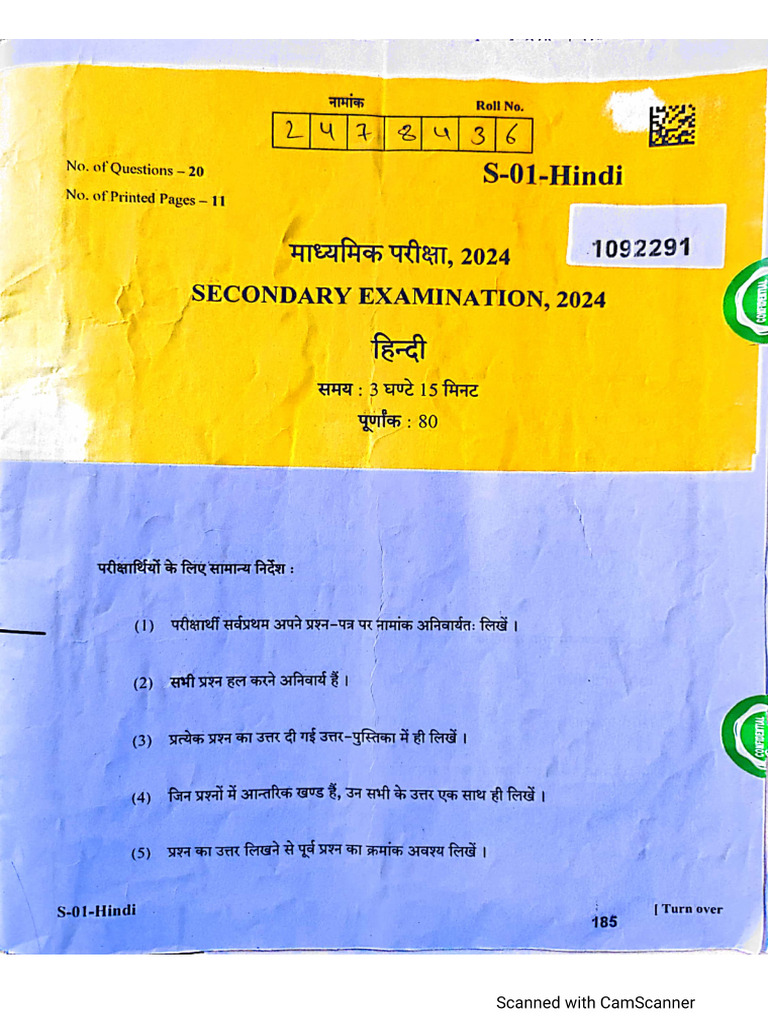 नामांक Roll No.
2 4 7 8 4 3 6
No. of Questions – 20
S-01-Hindi
No. of Printed Pages – 11
1092291
माध्यमिक परीक्षा, 2024
SECONDARY EXAMINATION, 2024
CONFIDENTIAL
हिन्दी
समय : 3 घण्टे 15 मिनट
पूर्णांक : 80
परीक्षार्थियों के लिए सामान्य निर्देश :
(1) परीक्षार्थी सर्वप्रथम अपने प्रश्न-पत्र पर नामांक अनिवार्यतः लिखें ।
(2) सभी प्रश्न हल करने अनिवार्य हैं ।
(3) प्रत्येक प्रश्न का उत्तर दी गई उत्तर-पुस्तिका में ही लिखें ।
CONFIDENTIAL
(4) जिन प्रश्नों में आन्तरिक खण्ड हैं, उन सभी के उत्तर एक साथ ही लिखें ।
(5) प्रश्न का उत्तर लिखने से पूर्व प्रश्न का क्रमांक अवश्य लिखें ।
S-01-Hindi 185 [ Turn over
Scanned with CamScanner